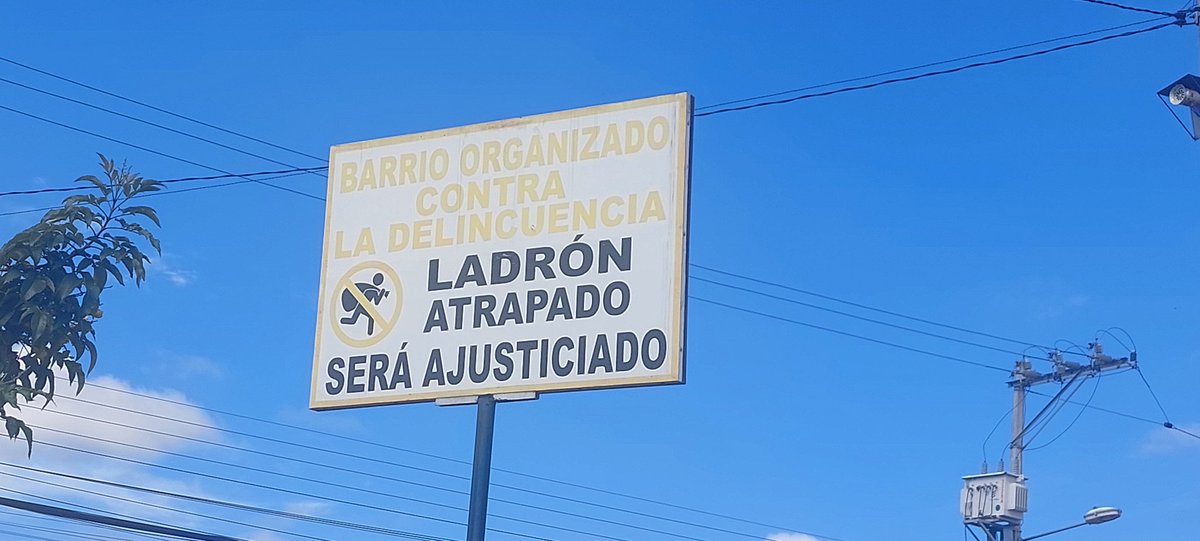 BARRIO ORGANIZADO
CONTRA
LA DELINCUENCIA
LADRÓN
ATRAPADO
SERÁ AJUSTICIADO